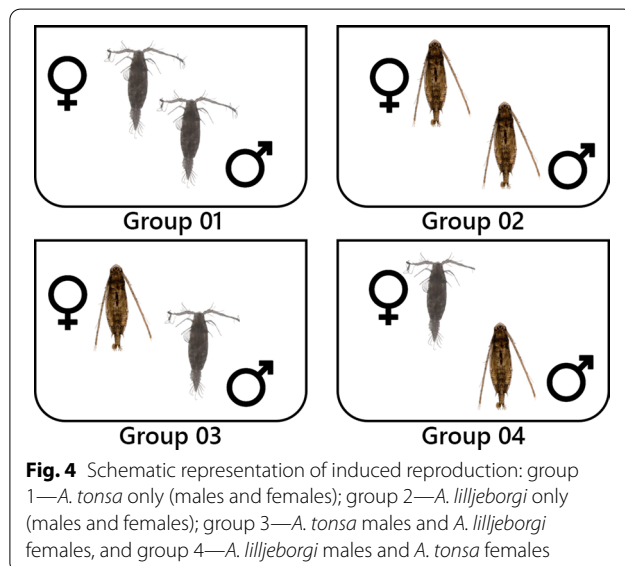 ♀ ♂ ♀ ♂
Group 01 Group 02
♀ ♂ ♀ ♂
Group 03 Group 04
Fig. 4 Schematic representation of induced reproduction: group
1—A. tonsa only (males and females); group 2—A. lilljeborgi only
(males and females); group 3—A. tonsa males and A. lilljeborgi
females, and group 4—A. lilljeborgi males and A. tonsa females